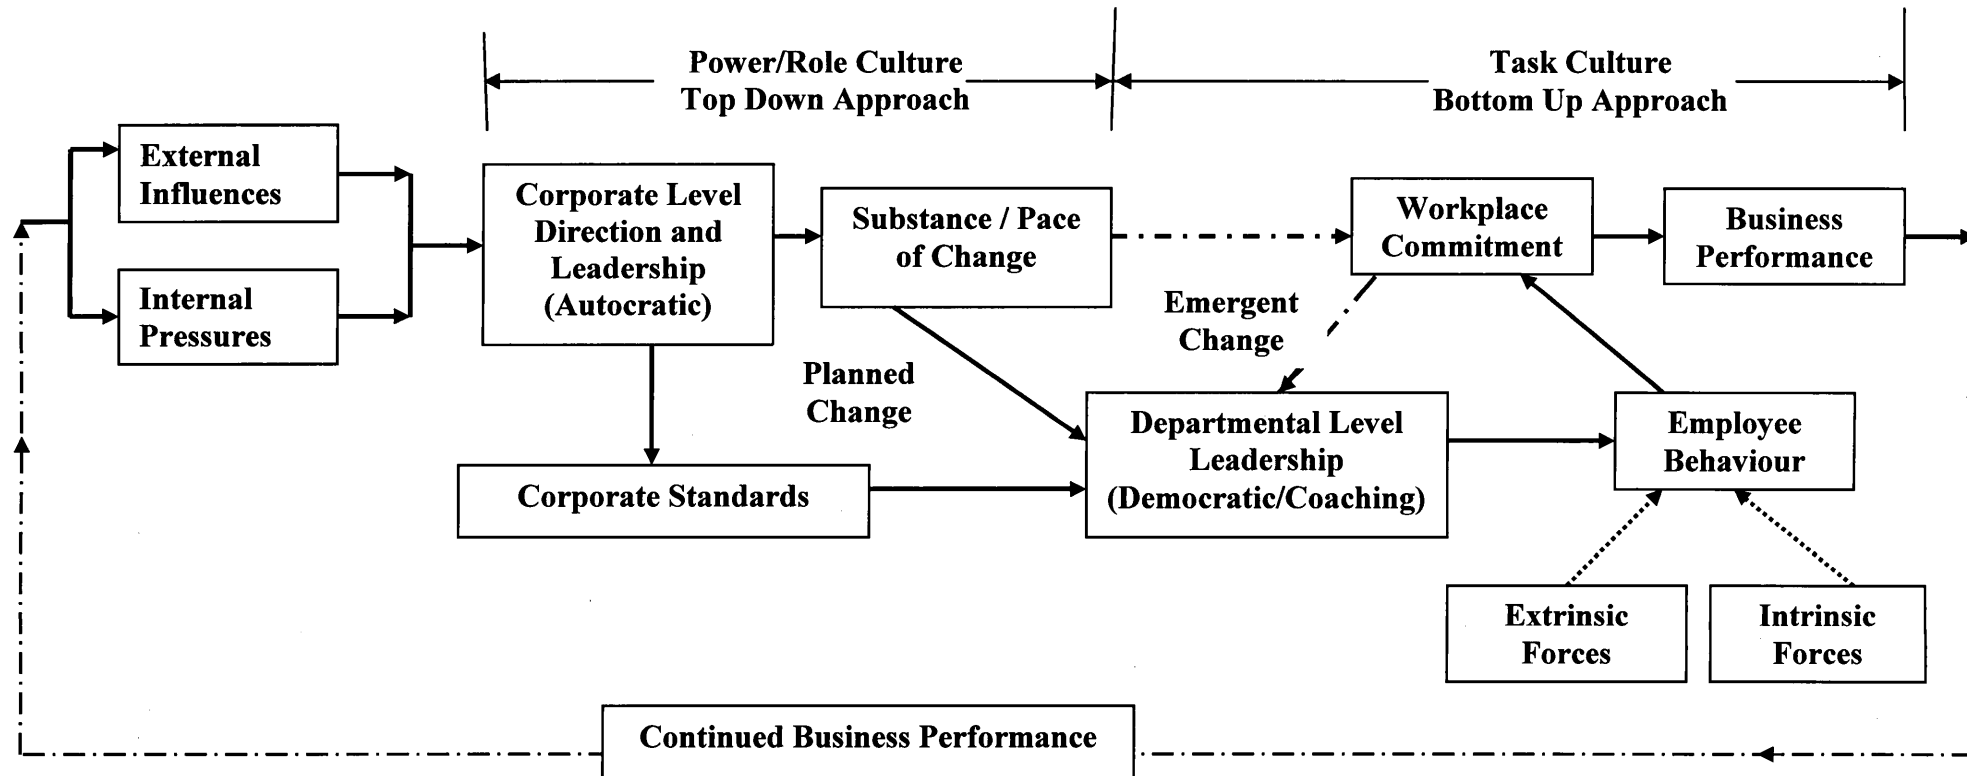 Power/Role Culture
Top Down Approach
Task Culture
Bottom Up Approach
External
Influences
Internal
Pressures
Corporate Level
Direction and
Leadership
(Autocratic)
Substance / Pace
of Change
Workplace
Commitment
Business
Performance
Emergent
Change
Planned
Change
Corporate Standards
Departmental Level
Leadership
(Democratic/Coaching)
Employee
Behaviour
Extrinsic
Forces
Intrinsic
Forces
Continued Business Performance